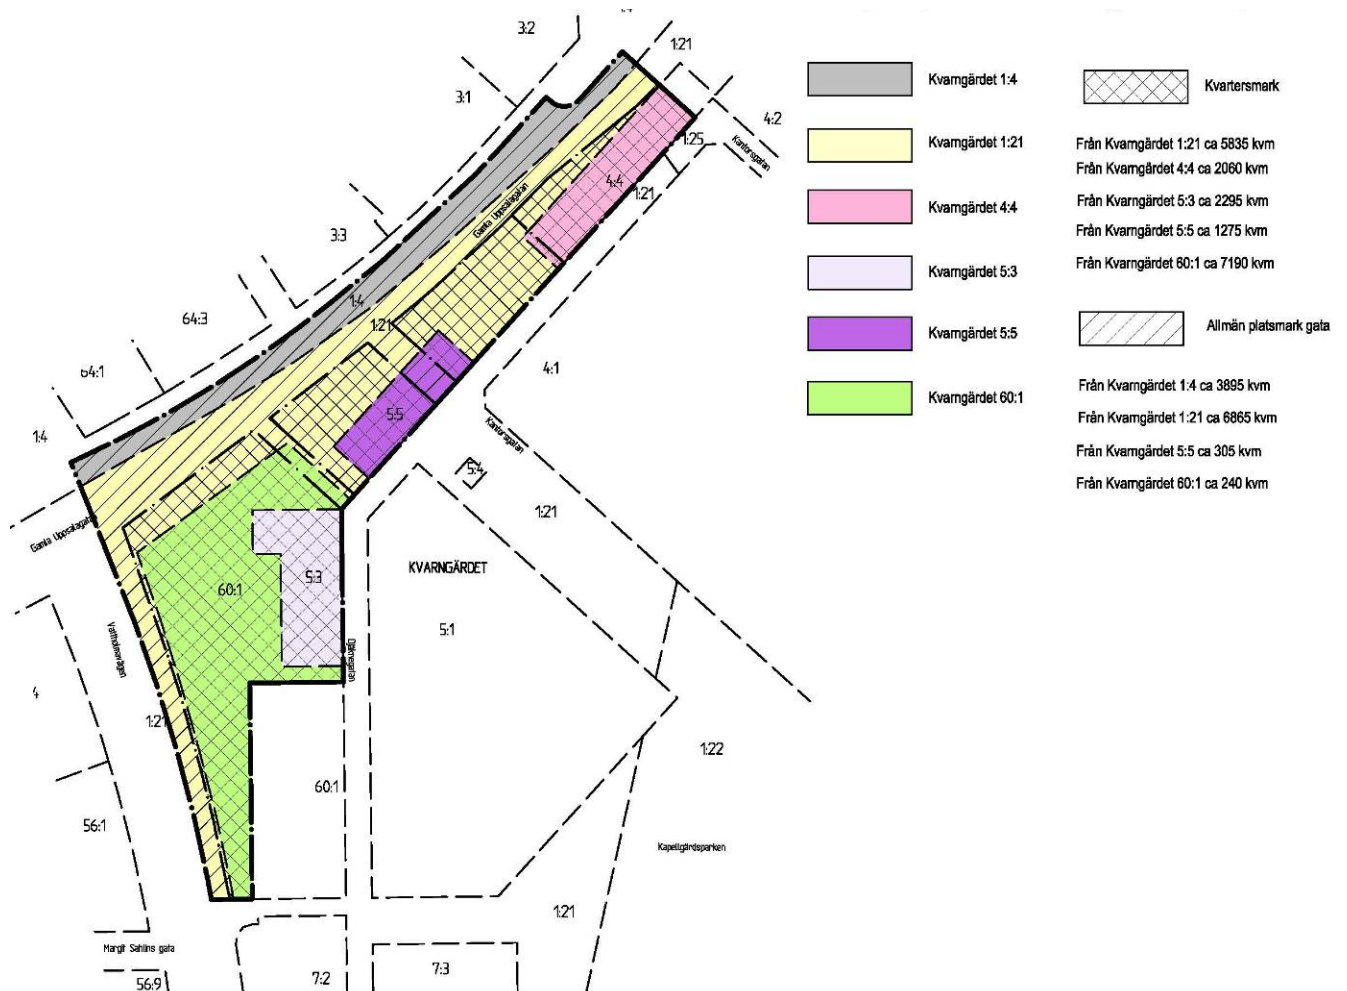 3:2
1:4
1:21
3:1
4:2
1:25
Kantorsgatan
4:4
1:21
Gamla Uppsalagatan
3:3
1:4
1:21
64:3
64:1
1:4
4:1
5:5
Kantorsgatan
5:4
1:21
Gamla Uppsalagatan
KVARNGÄRDET
5:3
60:1
5:1
Vattholmavägen
Djäknegatan
4
1:21
1:22
60:1
56:1
Kapellgärdsparken
1:21
Margit Sahlins gata
56:9
7:2
7:3
Kvarngärdet 1:4
Kvarngärdet 1:21
Kvarngärdet 4:4
Kvarngärdet 5:3
Kvarngärdet 5:5
Kvarngärdet 60:1
Kvartersmark
Från Kvarngärdet 1:21 ca 5835 kvm
Från Kvarngärdet 4:4 ca 2060 kvm
Från Kvarngärdet 5:3 ca 2295 kvm
Från Kvarngärdet 5:5 ca 1275 kvm
Från Kvarngärdet 60:1 ca 7190 kvm
Allmän platsmark gata
Från Kvarngärdet 1:4 ca 3895 kvm
Från Kvarngärdet 1:21 ca 6865 kvm
Från Kvarngärdet 5:5 ca 305 kvm
Från Kvarngärdet 60:1 ca 240 kvm